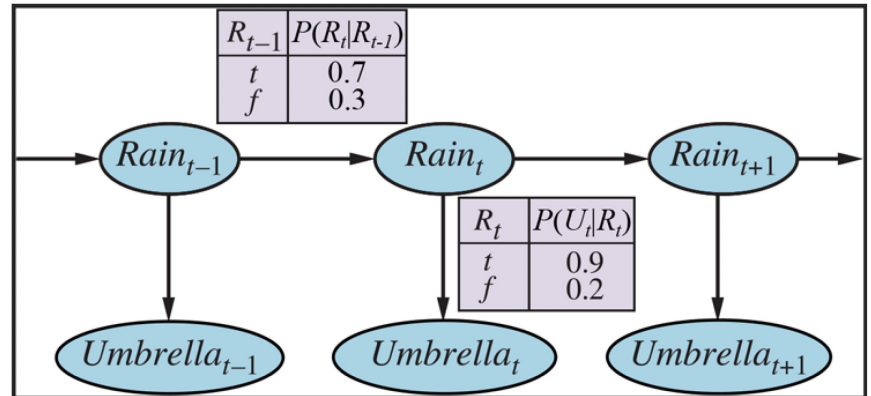 R_{t-1} P(R_t|R_{t-1})
t 0.7
f 0.3
Rain_{t-1} Rain_t Rain_{t+1}
R_t P(U_t|R_t)
t 0.9
f 0.2
Umbrella_{t-1} Umbrella_t Umbrella_{t+1}